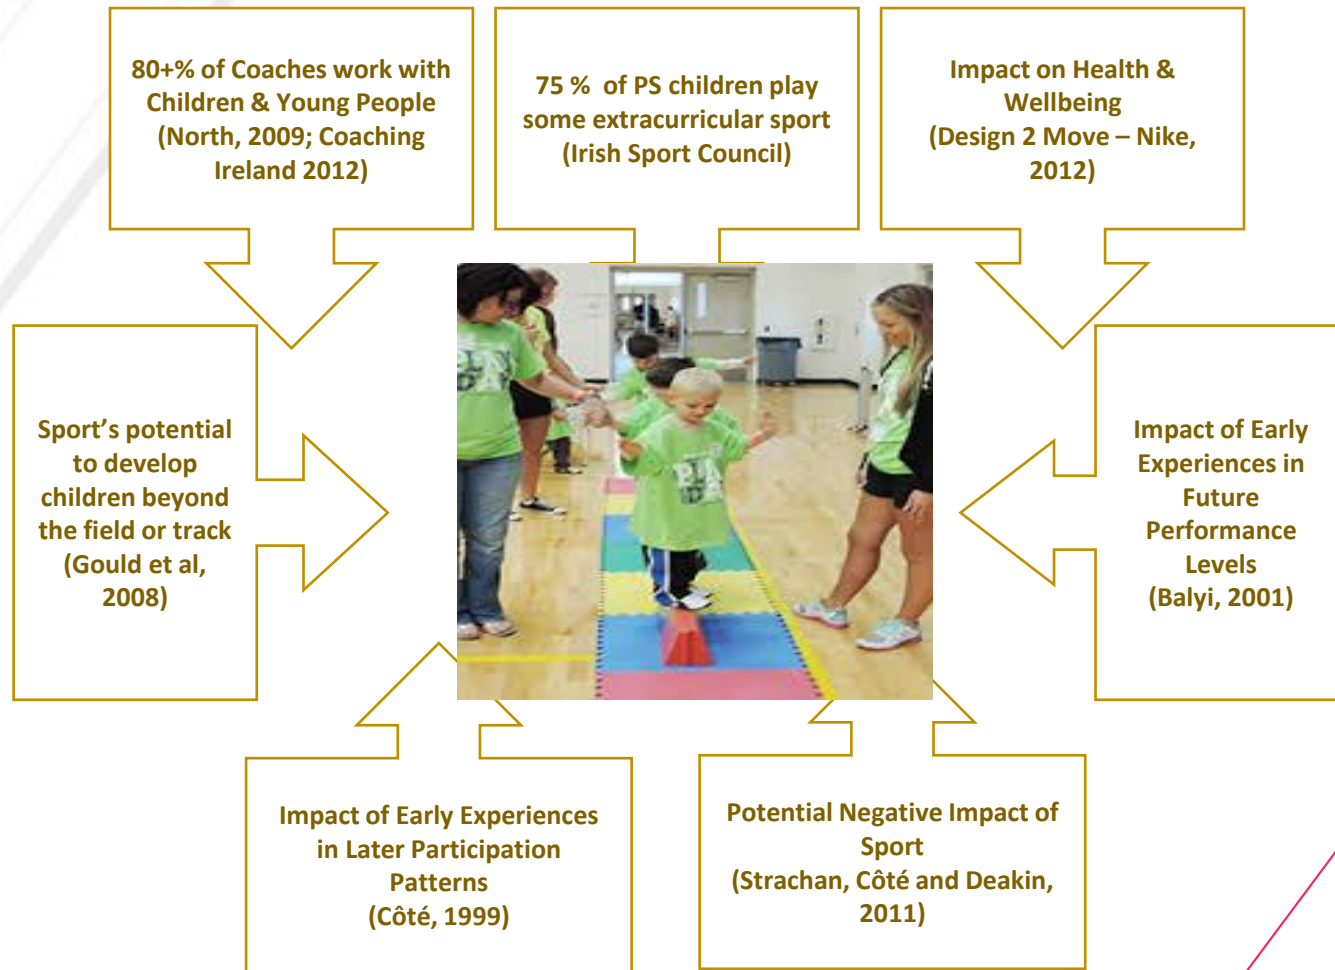 80+% of Coaches work with
Children & Young People
(North, 2009; Coaching
Ireland 2012)
75 % of PS children play
some extracurricular sport
(Irish Sport Council)
Impact on Health &
Wellbeing
(Design 2 Move – Nike,
2012)
Sport’s potential
to develop
children beyond
the field or track
(Gould et al,
2008)
Impact of Early
Experiences in
Future
Performance
Levels
(Balyi, 2001)
Impact of Early Experiences
in Later Participation
Patterns
(Côté, 1999)
Potential Negative Impact of
Sport
(Strachan, Côté and Deakin,
2011)